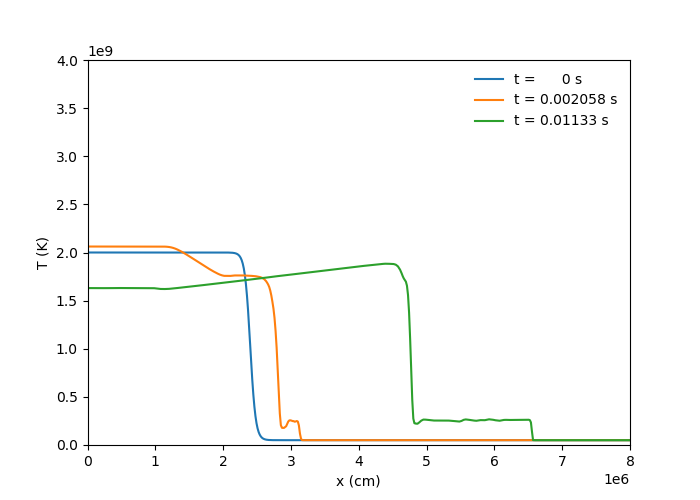 1e9
4.0
3.5
3.0
2.5
2.0
1.5
1.0
0.5
0.0
T (K)
t =      0 s
t = 0.002058 s
t = 0.01133 s
0 1 2 3 4 5 6 7 8
x (cm)
1e6